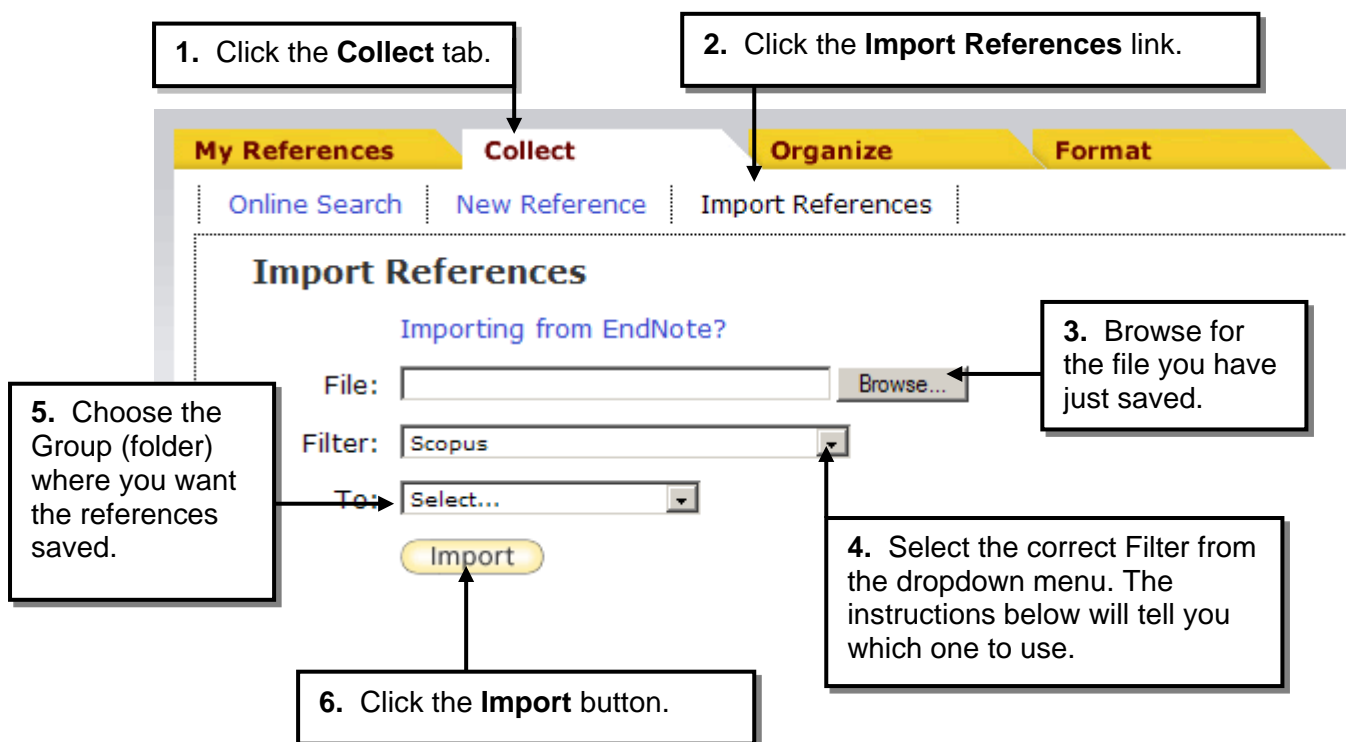 1. Click the Collect tab.
2. Click the Import References link.
My References Collect Organize Format
Online Search New Reference Import References
Import References
Importing from EndNote?
File: Browse...
3. Browse for
the file you have
just saved.
5. Choose the
Group (folder)
where you want
the references
saved.
Filter: Scopus
To: Select...
Import
4. Select the correct Filter from
the dropdown menu. The
instructions below will tell you
which one to use.
6. Click the Import button.